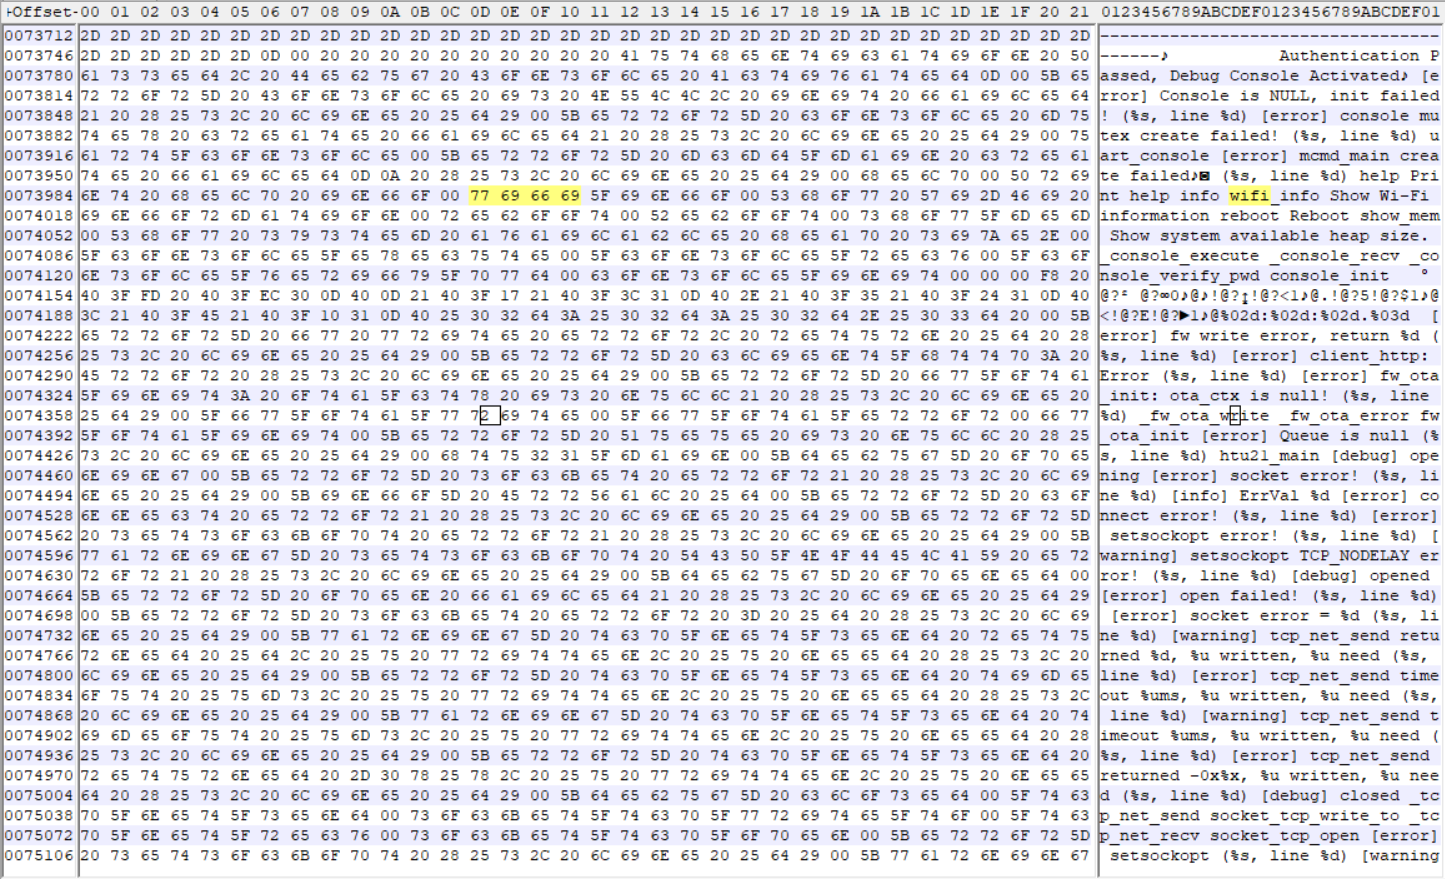 Offset- 00 01 02 03 04 05 06 07 08 09 0A 0B 0C 0D 0E 0F 10 11 12 13 14 15 16 17 18 19 1A 1B 1C 1D 1E 1F 20 21 0123456789ABCDEF0123456789ABCDEF01
0073712 2D 2D 2D 2D 2D 2D 2D 2D 2D 2D 2D 2D 2D 2D 2D 2D 2D 2D 2D 2D 2D 2D 2D 2D 2D 2D 2D 2D 2D 2D 2D 2D 2D 2D ----------------------------------
0073746 2D 2D 2D 2D 2D 2D 0D 00 20 20 20 20 20 20 20 20 20 20 41 75 74 68 65 6E 74 69 63 61 74 69 6F 6E 20 50 ------♪ Authentication P
0073780 61 73 73 65 64 2C 20 44 65 62 75 67 20 43 6F 6E 73 6F 6C 65 20 41 63 74 69 76 61 74 65 64 0D 00 5B 65 assed, Debug Console Activated♪ [e
0073814 72 72 6F 72 5D 20 43 6F 6E 73 6F 6C 65 20 69 73 20 4E 55 4C 4C 2C 20 69 6E 69 74 20 66 61 69 6C 65 64 rror] Console is NULL, init failed
0073848 21 20 28 25 73 2C 20 6C 69 6E 65 20 25 64 29 00 5B 65 72 72 6F 72 5D 20 63 6F 6E 73 6F 6C 65 20 6D 75 ! (%s, line %d) [error] console mu
0073882 74 65 78 20 63 72 65 61 74 65 20 66 61 69 6C 65 64 21 20 28 25 73 2C 20 6C 69 6E 65 20 25 64 29 00 75 tex create failed! (%s, line %d) u
0073916 61 72 74 5F 63 6F 6E 73 6F 6C 65 00 5B 65 72 72 6F 72 5D 20 6D 63 6D 64 5F 6D 61 69 6E 20 63 72 65 61 art_console [error] mcmd_main crea
0073950 74 65 20 66 61 69 6C 65 64 0D 0A 20 28 25 73 2C 20 6C 69 6E 65 20 25 64 29 00 68 65 6C 70 00 50 72 69 te failed♪◙ (%s, line %d) help Pri
0073984 6E 74 20 68 65 6C 70 20 69 6E 66 6F 00 77 69 66 69 5F 69 6E 66 6F 00 53 68 6F 77 20 57 69 2D 46 69 20 nt help info wifi_info Show Wi-Fi
0074018 69 6E 66 6F 72 6D 61 74 69 6F 6E 00 72 65 62 6F 6F 74 00 52 65 62 6F 6F 74 00 73 68 6F 77 5F 6D 65 6D information reboot Reboot show_mem
0074052 00 53 68 6F 77 20 73 79 73 74 65 6D 20 61 76 61 69 6C 61 62 6C 65 20 68 65 61 70 20 73 69 7A 65 2E 00 Show system available heap size.
0074086 5F 63 6F 6E 73 6F 6C 65 5F 65 78 65 63 75 74 65 00 5F 63 6F 6E 73 6F 6C 65 5F 72 65 63 76 00 5F 63 6F _console_execute _console_recv _co
0074120 6E 73 6F 6C 65 5F 76 65 72 69 66 79 5F 70 77 64 00 63 6F 6E 73 6F 6C 65 5F 69 6E 69 74 00 00 00 F8 20 nsole_verify_pwd console_init °
0074154 40 3F FD 20 40 3F EC 30 0D 40 0D 21 40 3F 17 21 40 3F 3C 31 0D 40 2E 21 40 3F 35 21 40 3F 24 31 0D 40 @?² @?∞0♪@♪!@?↨!@?<1♪@.!@?5!@?$1♪@
0074188 3C 21 40 3F 45 21 40 3F 10 31 0D 40 25 30 32 64 3A 25 30 32 64 3A 25 30 32 64 2E 25 30 33 64 20 00 5B <!@?E!@?►1♪@%02d:%02d:%02d.%03d [
0074222 65 72 72 6F 72 5D 20 66 77 20 77 72 69 74 65 20 65 72 72 6F 72 2C 20 72 65 74 75 72 6E 20 25 64 20 28 error] fw write error, return %d (
0074256 25 73 2C 20 6C 69 6E 65 20 25 64 29 00 5B 65 72 72 6F 72 5D 20 63 6C 69 65 6E 74 5F 68 74 74 70 3A 20 %s, line %d) [error] client_http:
0074290 45 72 72 6F 72 20 28 25 73 2C 20 6C 69 6E 65 20 25 64 29 00 5B 65 72 72 6F 72 5D 20 66 77 5F 6F 74 61 Error (%s, line %d) [error] fw_ota
0074324 5F 69 6E 69 74 3A 20 6F 74 61 5F 63 74 78 20 69 73 20 6E 75 6C 6C 21 20 28 25 73 2C 20 6C 69 6E 65 20 _init: ota_ctx is null! (%s, line
0074358 25 64 29 00 5F 66 77 5F 6F 74 61 5F 77 72 69 74 65 00 5F 66 77 5F 6F 74 61 5F 65 72 72 6F 72 00 66 77 %d) _fw_ota_write _fw_ota_error fw
0074392 5F 6F 74 61 5F 69 6E 69 74 00 5B 65 72 72 6F 72 5D 20 51 75 65 75 65 20 69 73 20 6E 75 6C 6C 20 28 25 _ota_init [error] Queue is null (%
0074426 73 2C 20 6C 69 6E 65 20 25 64 29 00 68 74 75 32 31 5F 6D 61 69 6E 00 5B 64 65 62 75 67 5D 20 6F 70 65 s, line %d) htu21_main [debug] ope
0074460 6E 69 6E 67 00 5B 65 72 72 6F 72 5D 20 73 6F 63 6B 65 74 20 65 72 72 6F 72 21 20 28 25 73 2C 20 6C 69 ning [error] socket error! (%s, li
0074494 6E 65 20 25 64 29 00 5B 69 6E 66 6F 5D 20 45 72 72 56 61 6C 20 25 64 00 5B 65 72 72 6F 72 5D 20 63 6F ne %d) [info] ErrVal %d [error] co
0074528 6E 6E 65 63 74 20 65 72 72 6F 72 21 20 28 25 73 2C 20 6C 69 6E 65 20 25 64 29 00 5B 65 72 72 6F 72 5D nnect error! (%s, line %d) [error]
0074562 20 73 65 74 73 6F 63 6B 6F 70 74 20 65 72 72 6F 72 21 20 28 25 73 2C 20 6C 69 6E 65 20 25 64 29 00 5B setsockopt error! (%s, line %d) [
0074596 77 61 72 6E 69 6E 67 5D 20 73 65 74 73 6F 63 6B 6F 70 74 20 54 43 50 5F 4E 4F 44 45 4C 41 59 20 65 72 warning] setsockopt TCP_NODELAY er
0074630 72 6F 72 21 20 28 25 73 2C 20 6C 69 6E 65 20 25 64 29 00 5B 64 65 62 75 67 5D 20 6F 70 65 6E 65 64 00 ror! (%s, line %d) [debug] opened
0074664 5B 65 72 72 6F 72 5D 20 6F 70 65 6E 20 66 61 69 6C 65 64 21 20 28 25 73 2C 20 6C 69 6E 65 20 25 64 29 [error] open failed! (%s, line %d)
0074698 00 5B 65 72 72 6F 72 5D 20 73 6F 63 6B 65 74 20 65 72 72 6F 72 20 3D 20 25 64 20 28 25 73 2C 20 6C 69 [error] socket error = %d (%s, li
0074732 6E 65 20 25 64 29 00 5B 77 61 72 6E 69 6E 67 5D 20 74 63 70 5F 6E 65 74 5F 73 65 6E 64 20 72 65 74 75 ne %d) [warning] tcp_net_send retu
0074766 72 6E 65 64 20 25 64 2C 20 25 75 20 77 72 69 74 74 65 6E 2C 20 25 75 20 6E 65 65 64 20 28 25 73 2C 20 rned %d, %u written, %u need (%s,
0074800 6C 69 6E 65 20 25 64 29 00 5B 65 72 72 6F 72 5D 20 74 63 70 5F 6E 65 74 5F 73 65 6E 64 20 74 69 6D 65 line %d) [error] tcp_net_send time
0074834 6F 75 74 20 25 75 6D 73 2C 20 25 75 20 77 72 69 74 74 65 6E 2C 20 25 75 20 6E 65 65 64 20 28 25 73 2C out %ums, %u written, %u need (%s,
0074868 20 6C 69 6E 65 20 25 64 29 00 5B 77 61 72 6E 69 6E 67 5D 20 74 63 70 5F 6E 65 74 5F 73 65 6E 64 20 74 line %d) [warning] tcp_net_send t
0074902 69 6D 65 6F 75 74 20 25 75 6D 73 2C 20 25 75 20 77 72 69 74 74 65 6E 2C 20 25 75 20 6E 65 65 64 20 28 imeout %ums, %u written, %u need (
0074936 25 73 2C 20 6C 69 6E 65 20 25 64 29 00 5B 65 72 72 6F 72 5D 20 74 63 70 5F 6E 65 74 5F 73 65 6E 64 20 %s, line %d) [error] tcp_net_send
0074970 72 65 74 75 72 6E 65 64 20 2D 30 78 25 78 2C 20 25 75 20 77 72 69 74 74 65 6E 2C 20 25 75 20 6E 65 65 returned -0x%x, %u written, %u nee
0075004 64 20 28 25 73 2C 20 6C 69 6E 65 20 25 64 29 00 5B 64 65 62 75 67 5D 20 63 6C 6F 73 65 64 00 5F 74 63 d (%s, line %d) [debug] closed _tc
0075038 70 5F 6E 65 74 5F 73 65 6E 64 00 73 6F 63 6B 65 74 5F 74 63 70 5F 77 72 69 74 65 5F 74 6F 00 5F 74 63 p_net_send socket_tcp_write_to _tc
0075072 70 5F 6E 65 74 5F 72 65 63 76 00 73 6F 63 6B 65 74 5F 74 63 70 5F 6F 70 65 6E 00 5B 65 72 72 6F 72 5D p_net_recv socket_tcp_open [error]
0075106 20 73 65 74 73 6F 63 6B 6F 70 74 20 28 25 73 2C 20 6C 69 6E 65 20 25 64 29 00 5B 77 61 72 6E 69 6E 67 setsockopt (%s, line %d) [warning